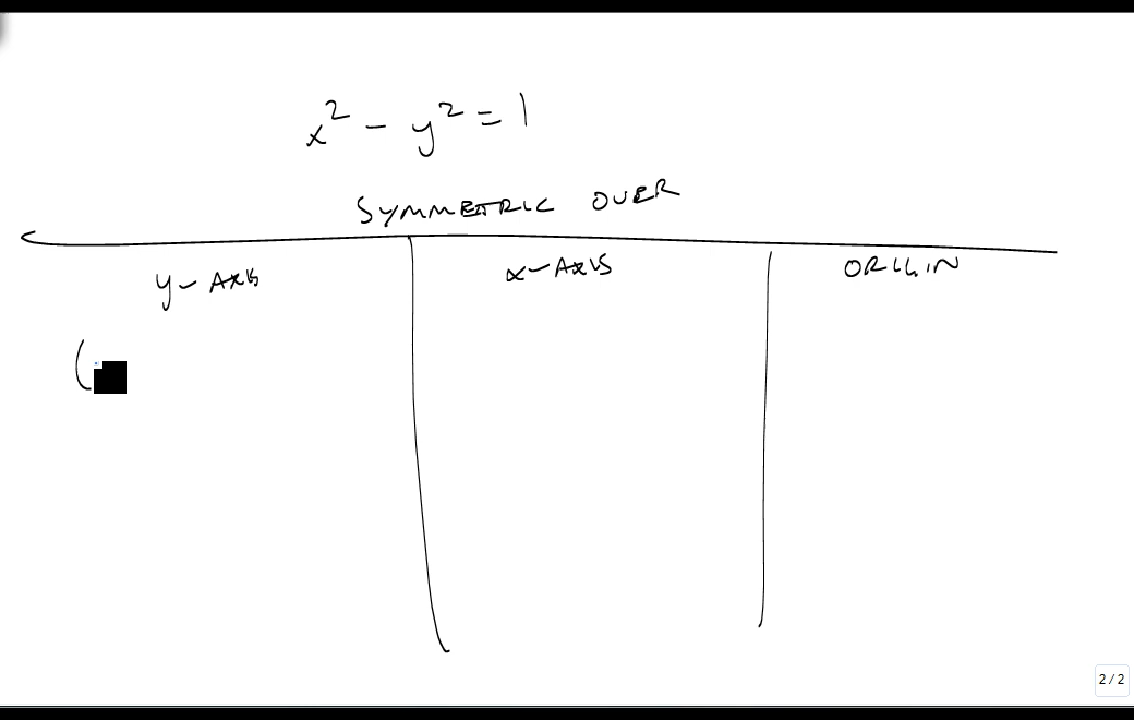 x² - y² = 1
SYMMETRIC OVER
y-AXIS
x-AXIS
ORIGIN
(
2 / 2